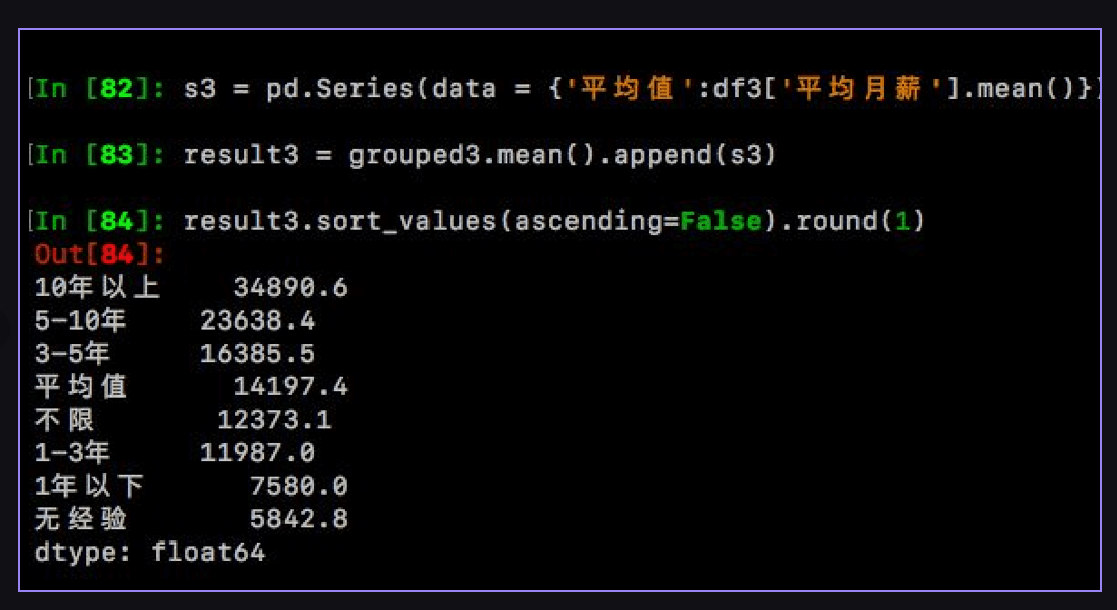 [In [82]: s3 = pd.Series(data = {'平均值':df3['平均月薪'].mean()})
[In [83]: result3 = grouped3.mean().append(s3)
[In [84]: result3.sort_values(ascending=False).round(1)
Out[84]:
10年以上 34890.6
5-10年 23638.4
3-5年 16385.5
平均值 14197.4
不限 12373.1
1-3年 11987.0
1年以下 7580.0
无经验 5842.8
dtype: float64